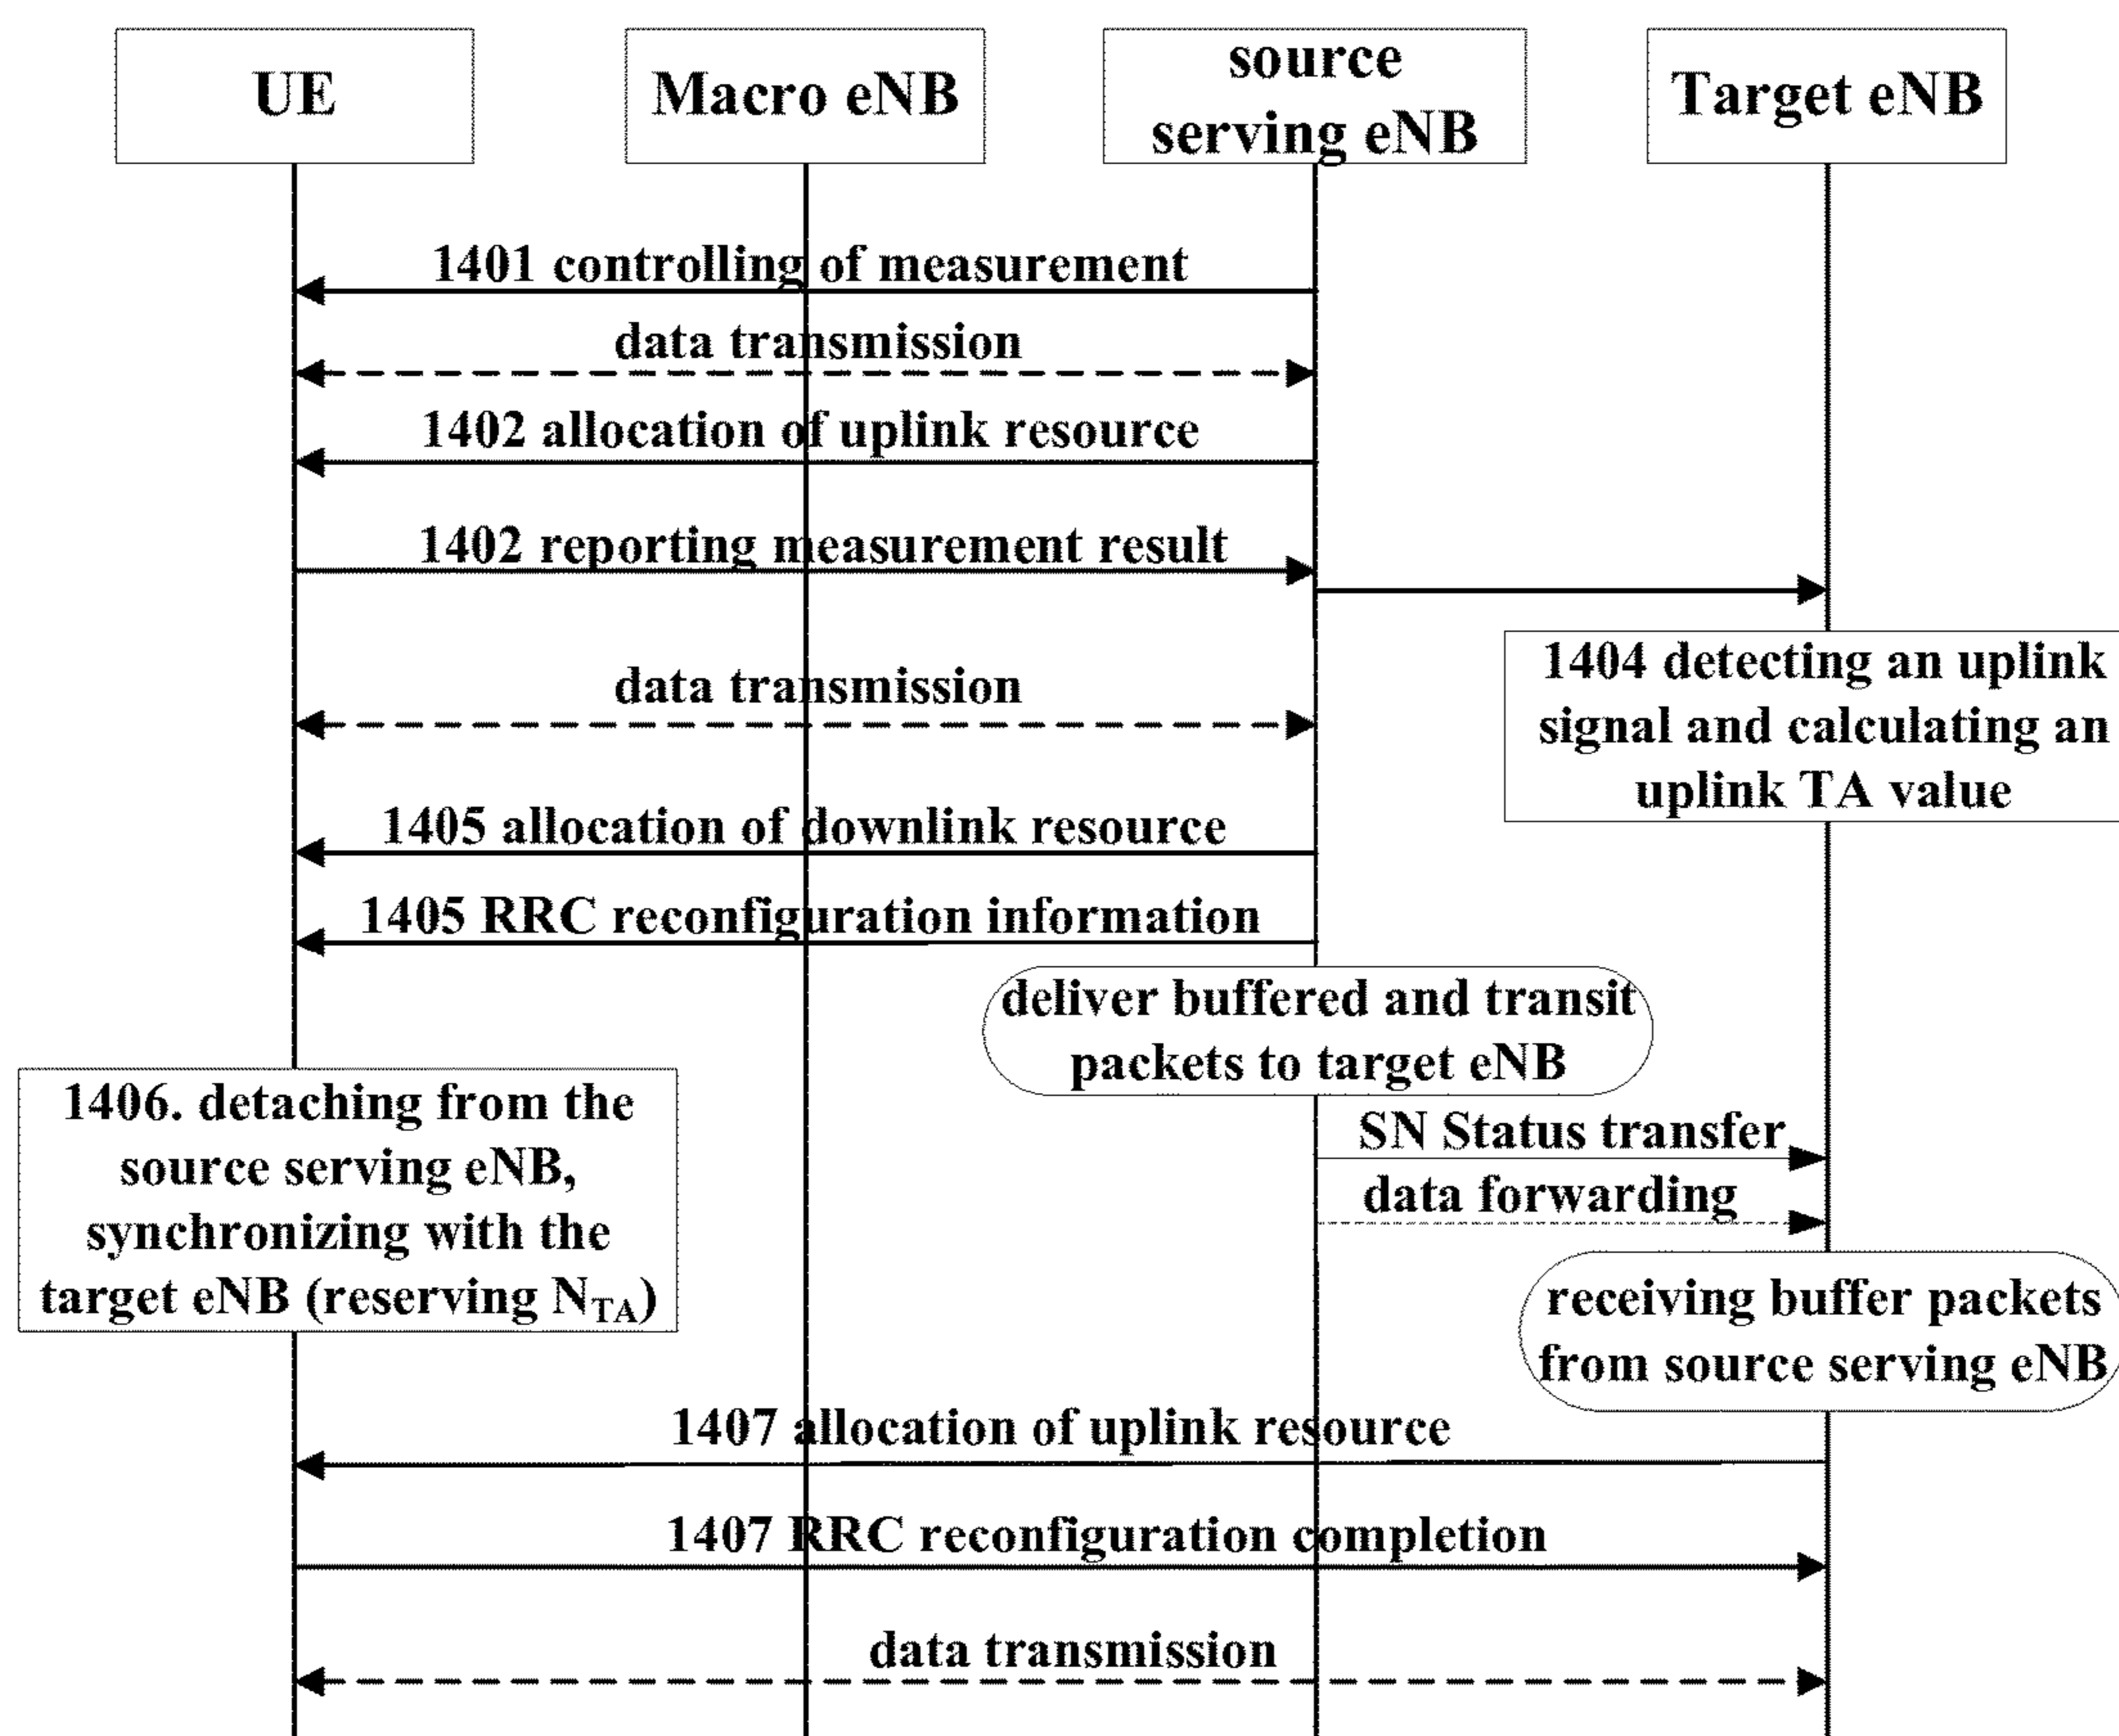 UE
Macro eNB
source
serving eNB
Target eNB
1401 controlling of measurement
data transmission
1402 allocation of uplink resource
1402 reporting measurement result
1404 detecting an uplink
signal and calculating an
uplink TA value
data transmission
1405 allocation of downlink resource
1405 RRC reconfiguration information
deliver buffered and transit
packets to target eNB
1406. detaching from the
source serving eNB,
synchronizing with the
target eNB (reserving N_TA)
SN Status transfer
data forwarding
receiving buffer packets
from source serving eNB
1407 allocation of uplink resource
1407 RRC reconfiguration completion
data transmission